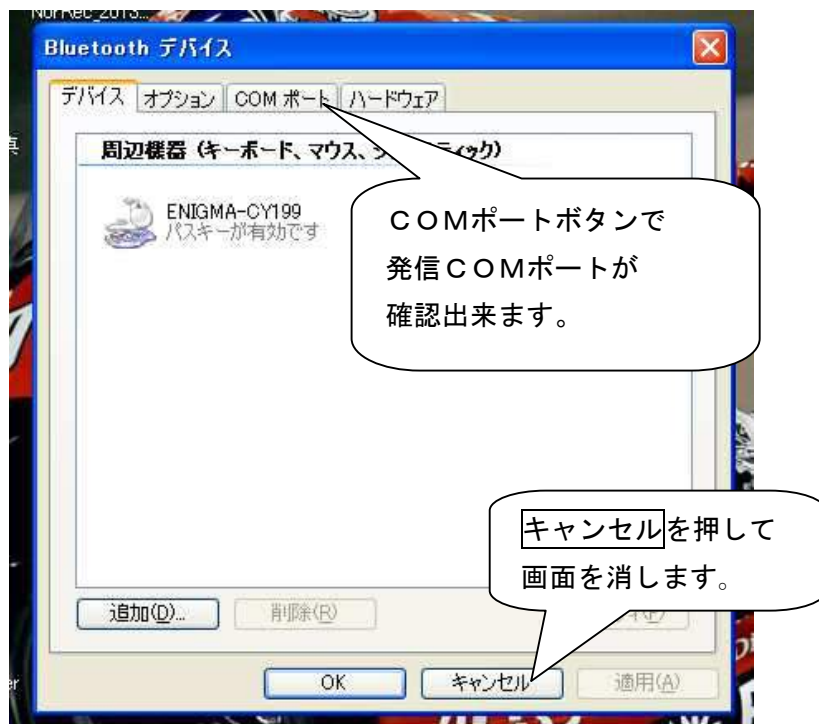 Bluetooth デバイス
デバイス オプション COM ポート ハードウェア
周辺機器 (キーボード、マウス、
ENIGMA-CY199
パスキーが有効です
ＣＯＭポートボタンで
発信ＣＯＭポートが
確認出来ます。
キャンセルを押して
画面を消します。
追加(D)... 削除(R)
OK キャンセル 適用(A)